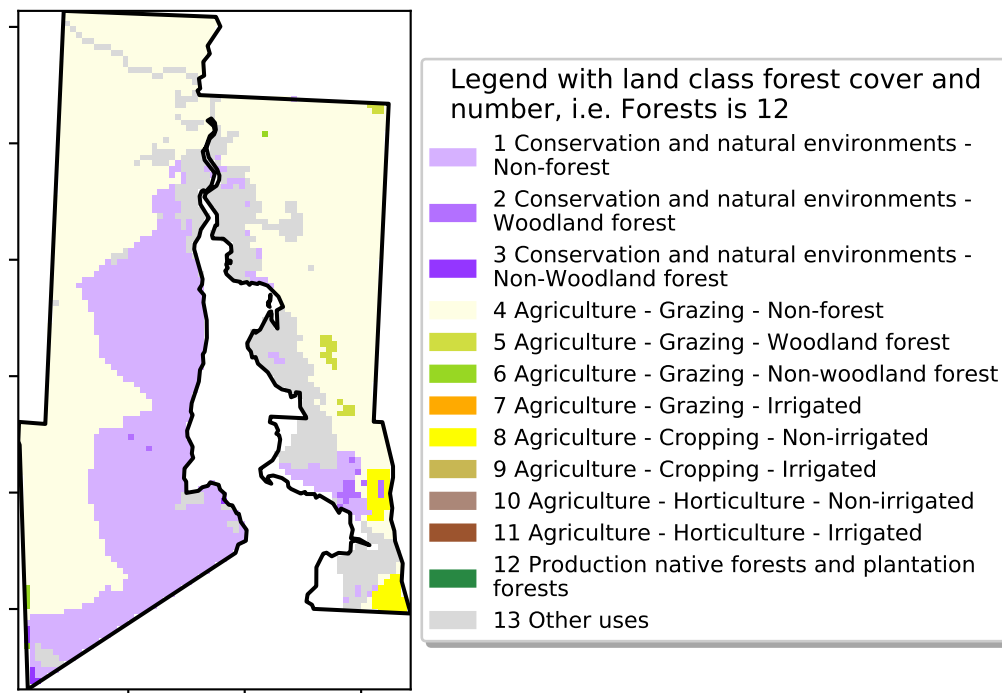 Legend with land class forest cover and
number, i.e. Forests is 12
1 Conservation and natural environments -
Non-forest
2 Conservation and natural environments -
Woodland forest
3 Conservation and natural environments -
Non-Woodland forest
4 Agriculture - Grazing - Non-forest
5 Agriculture - Grazing - Woodland forest
6 Agriculture - Grazing - Non-woodland forest
7 Agriculture - Grazing - Irrigated
8 Agriculture - Cropping - Non-irrigated
9 Agriculture - Cropping - Irrigated
10 Agriculture - Horticulture - Non-irrigated
11 Agriculture - Horticulture - Irrigated
12 Production native forests and plantation
forests
13 Other uses